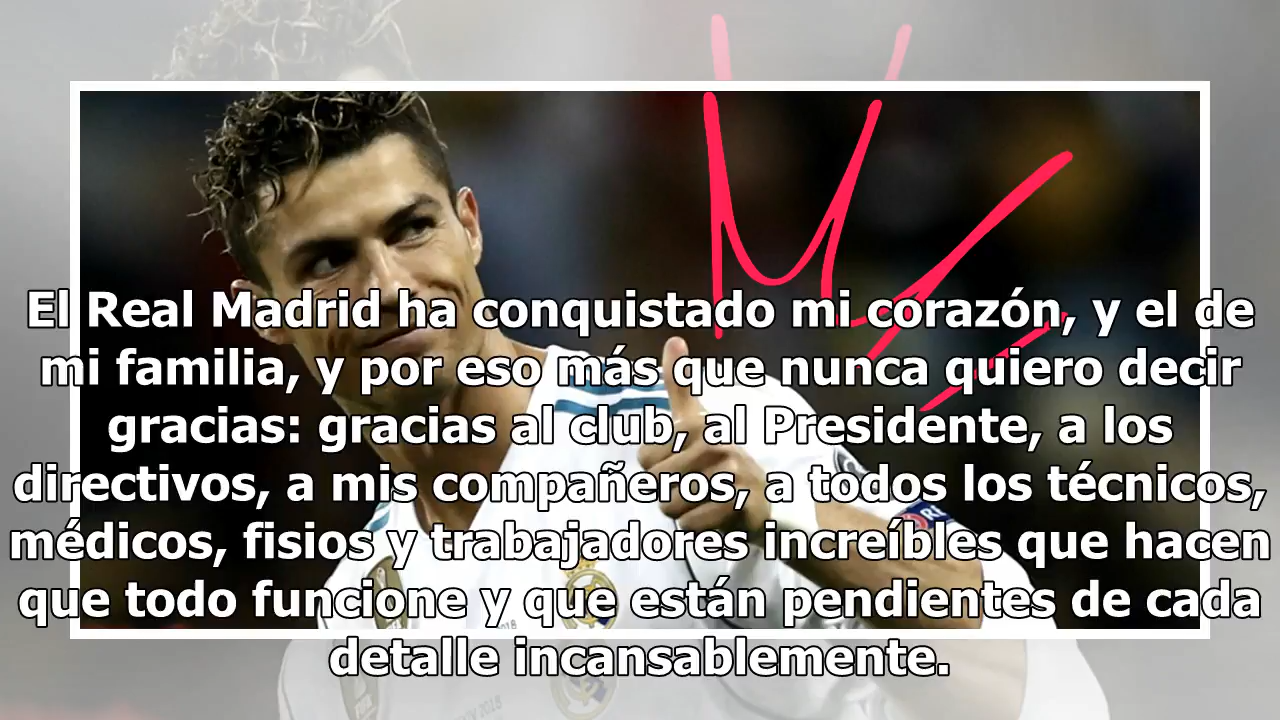 El Real Madrid ha conquistado mi corazón, y el de
mi familia, y por eso más que nunca quiero decir
gracias: gracias al club, al Presidente, a los
directivos, a mis compañeros, a todos los técnicos,
médicos, fisios y trabajadores increíbles que hacen
que todo funcione y que están pendientes de cada
detalle incansablemente.